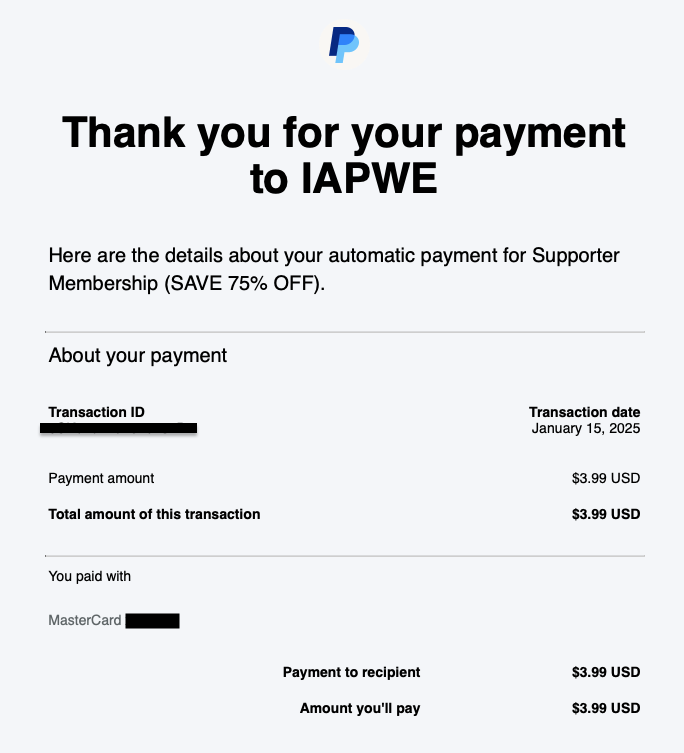 Thank you for your payment
to IAPWE
Here are the details about your automatic payment for Supporter
Membership (SAVE 75% OFF).
About your payment
Transaction ID Transaction date
January 15, 2025
Payment amount $3.99 USD
Total amount of this transaction $3.99 USD
You paid with
MasterCard
Payment to recipient $3.99 USD
Amount you'll pay $3.99 USD